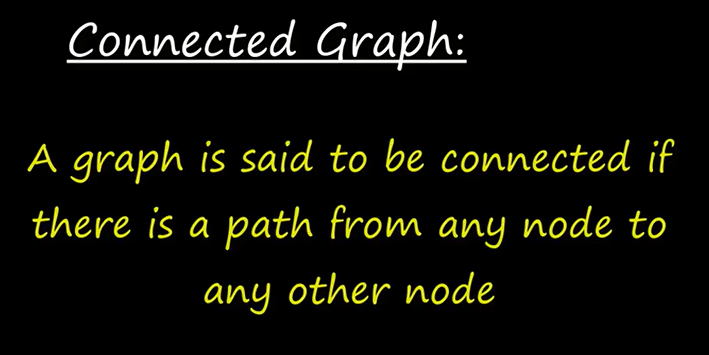 Connected Graph:
A graph is said to be connected if
there is a path from any node to
any other node